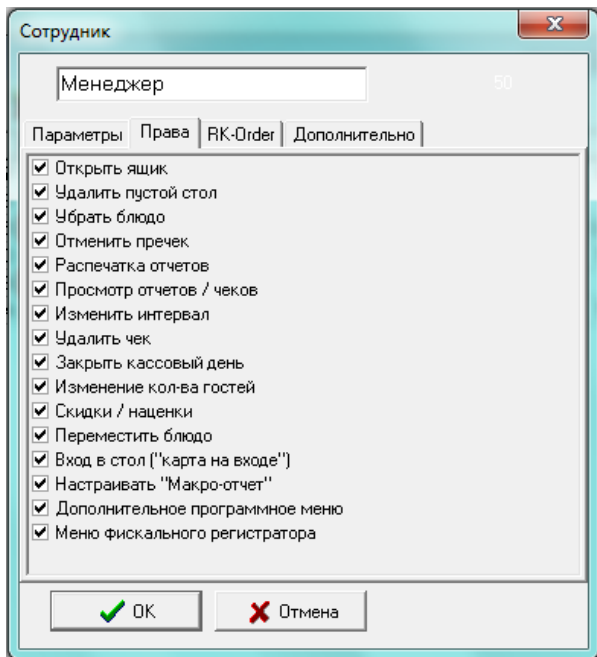 Сотрудник
Менеджер 50
Параметры Права RK-Order Дополнительно
Открыть ящик
Удалить пустой стол
Убрать блюдо
Отменить пречек
Распечатка отчетов
Просмотр отчетов / чеков
Изменить интервал
Удалить чек
Закрыть кассовый день
Изменение кол-ва гостей
Скидки / наценки
Переместить блюдо
Вход в стол ("карта на входе")
Настраивать "Макро-отчет"
Дополнительное программное меню
Меню фискального регистратора
OK Отмена